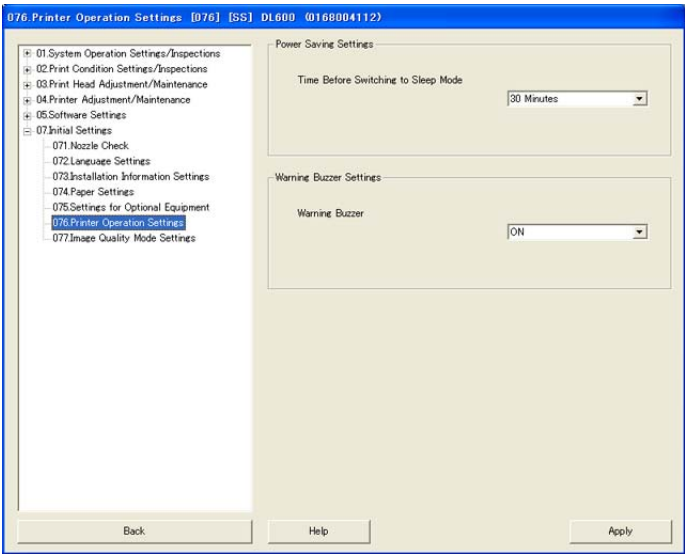 076.Printer Operation Settings [076] [SS] DL600 (0168004112)
01.System Operation Settings/Inspections
02.Print Condition Settings/Inspections
03.Print Head Adjustment/Maintenance
04.Printer Adjustment/Maintenance
05.Software Settings
07.Initial Settings
071.Nozzle Check
072.Language Settings
073.Installation Information Settings
074.Paper Settings
075.Settings for Optional Equipment
076.Printer Operation Settings
077.Image Quality Mode Settings
Power Saving Settings
Time Before Switching to Sleep Mode
30 Minutes
Warning Buzzer Settings
Warning Buzzer
ON
Back
Help
Apply